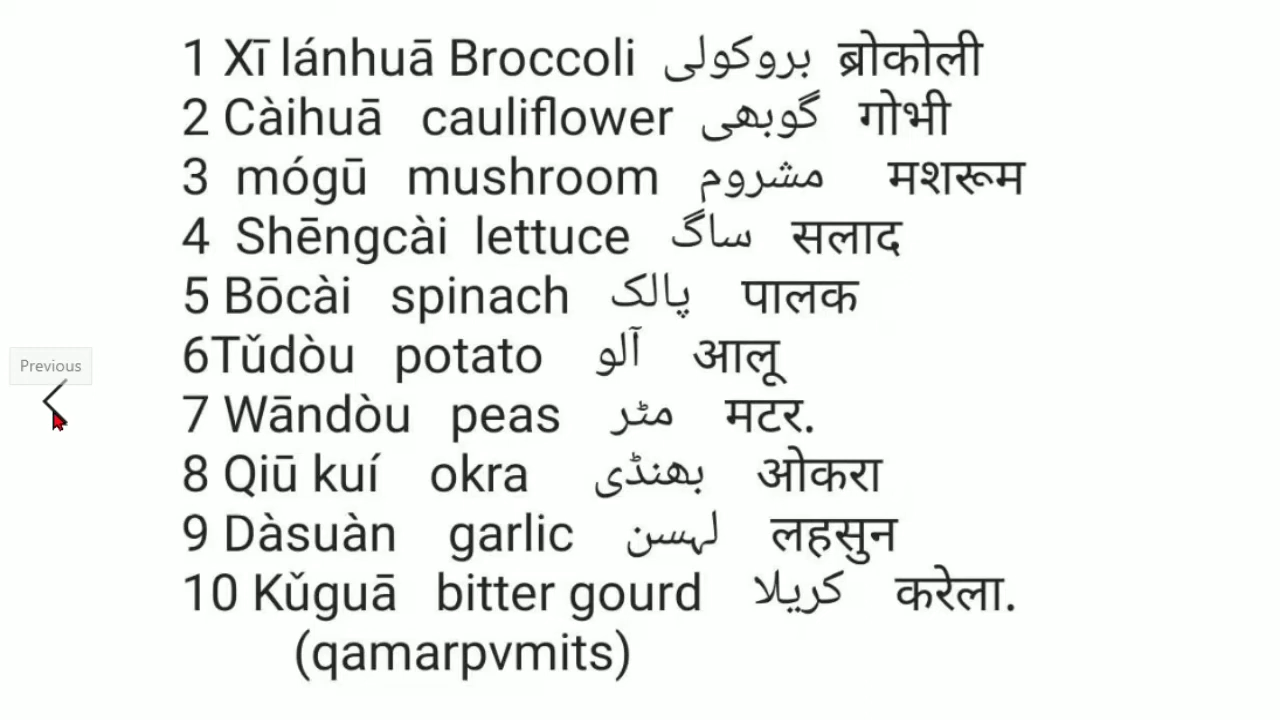 1 Xī lánhuā Broccoli بروکولی ब्रोकोली
2 Càihuā cauliflower گوبھی गोभी
3 mógū mushroom مشروم मशरूम
4 Shēngcài lettuce ساگ सलाद
5 Bōcài spinach پالک पालक
Previous
6Tǔdòu potato آلو आलू
7 Wāndòu peas مٹر मटर.
8 Qiū kuí okra بھنڈی ओकरा
9 Dàsuàn garlic لہسن लहसुन
10 Kǔguā bitter gourd کریلا करेला.
(qamarpvmits)